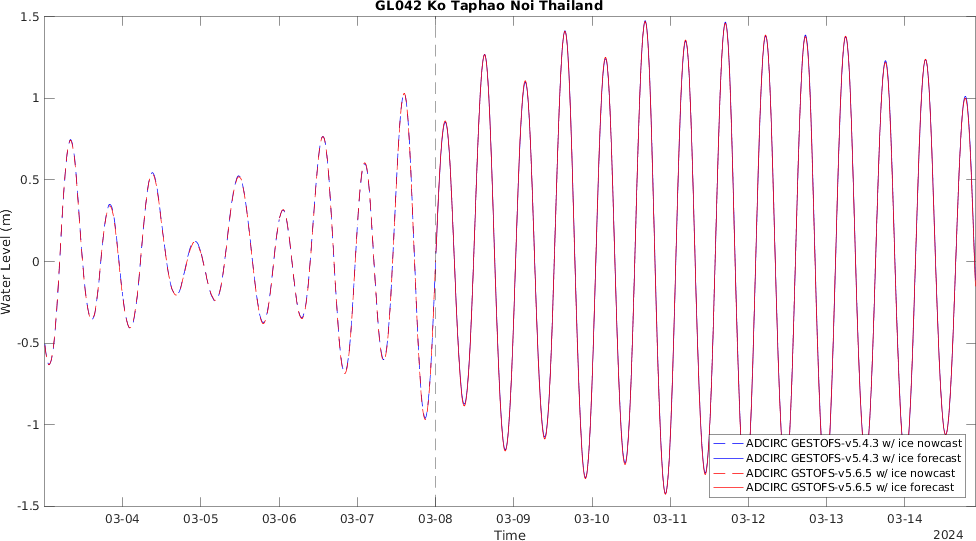 GL042 Ko Taphao Noi Thailand
Water Level (m)
1.5
1
0.5
0
-0.5
-1
-1.5
ADCIRC GESTOFS-v5.4.3 w/ ice nowcast
ADCIRC GESTOFS-v5.4.3 w/ ice forecast
ADCIRC GSTOFS-v5.6.5 w/ ice nowcast
ADCIRC GSTOFS-v5.6.5 w/ ice forecast
03-04 03-05 03-06 03-07 03-08 03-09 03-10 03-11 03-12 03-13 03-14
Time
2024